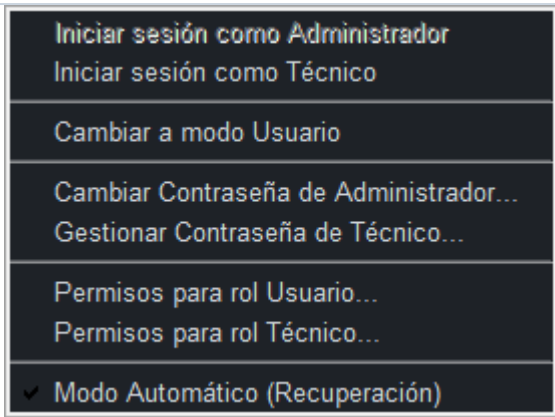 Iniciar sesión como Administrador
Iniciar sesión como Técnico
Cambiar a modo Usuario
Cambiar Contraseña de Administrador...
Gestionar Contraseña de Técnico...
Permisos para rol Usuario...
Permisos para rol Técnico...
Modo Automático (Recuperación)